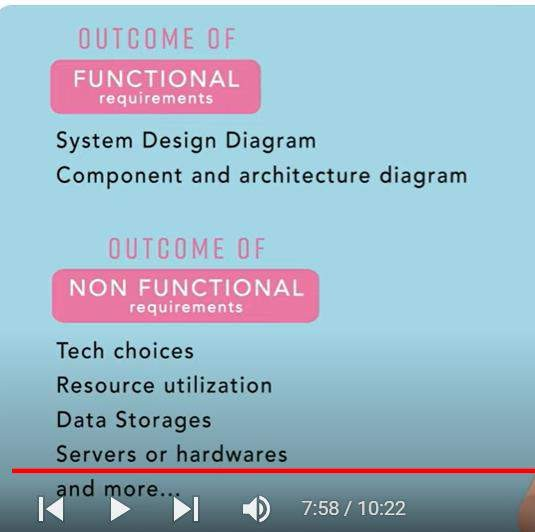 OUTCOME OF
FUNCTIONAL
requirements
System Design Diagram
Component and architecture diagram
OUTCOME OF
NON FUNCTIONAL
requirements
Tech choices
Resource utilization
Data Storages
Servers or hardwares
and more...
7:58 / 10:22